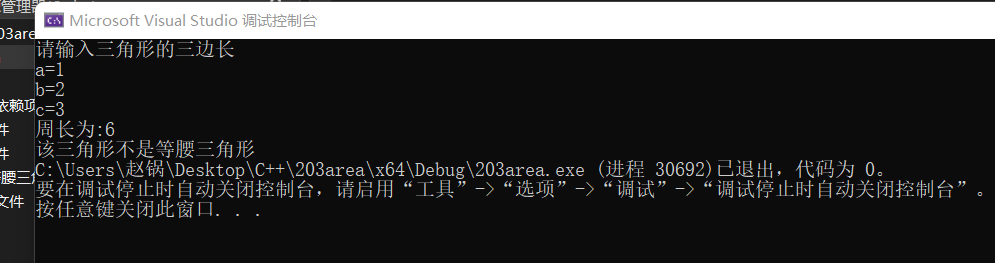 管理器
Microsoft Visual Studio 调试控制台
03area
请输入三角形的三边长
a=1
b=2
c=3
依赖项
周长为:6
件
该三角形不是等腰三角形
件
C:\Users\赵锅\Desktop\C++\203area\x64\Debug\203area.exe (进程 30692)已退出，代码为 0。
腰三角
要在调试停止时自动关闭控制台，请启用“工具”->“选项”->“调试”->“调试停止时自动关闭控制台”。
文件
按任意键关闭此窗口. . .